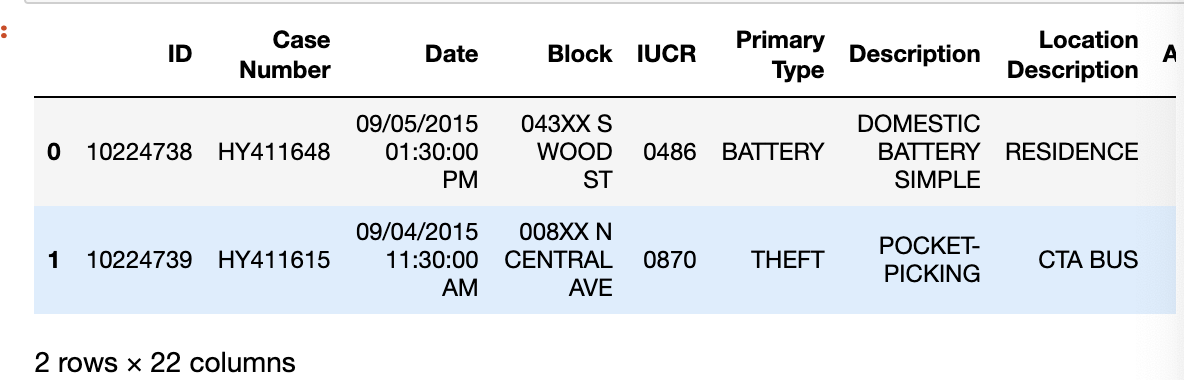 ID Case Number Date Block IUCR Primary Type Description Location Description A
0 10224738 HY411648 09/05/2015 01:30:00 PM 043XX S WOOD ST 0486 BATTERY DOMESTIC BATTERY SIMPLE RESIDENCE
1 10224739 HY411615 09/04/2015 11:30:00 AM 008XX N CENTRAL AVE 0870 THEFT POCKET-PICKING CTA BUS
2 rows × 22 columns